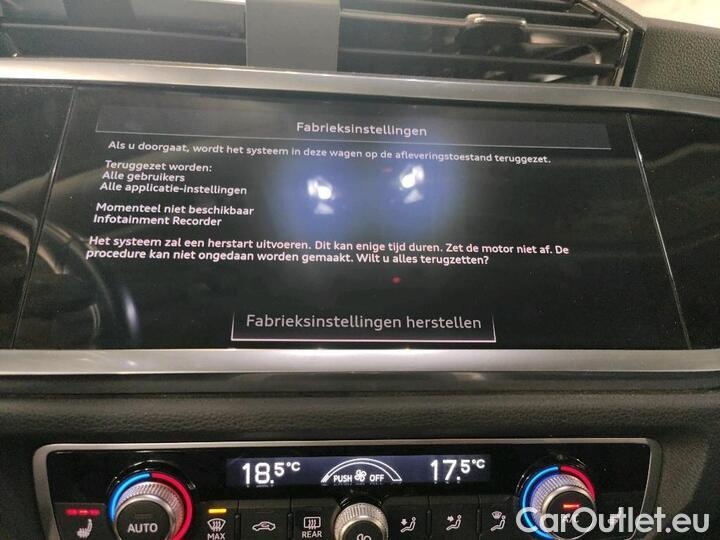 Fabrieksinstellingen
Als u doorgaat, wordt het systeem in deze wagen op de afleveringstoestand teruggezet.
Teruggezet worden:
Alle gebruikers
Alle applicatie-instellingen
Momenteel niet beschikbaar
Infotainment Recorder
Het systeem zal een herstart uitvoeren. Dit kan enige tijd duren. Zet de motor niet af. De
procedure kan niet ongedaan worden gemaakt. Wilt u alles terugzetten?
Fabrieksinstellingen herstellen
18.5°C
PUSH OFF
17.5°C
AUTO
MAX
REAR
CarOutlet.eu